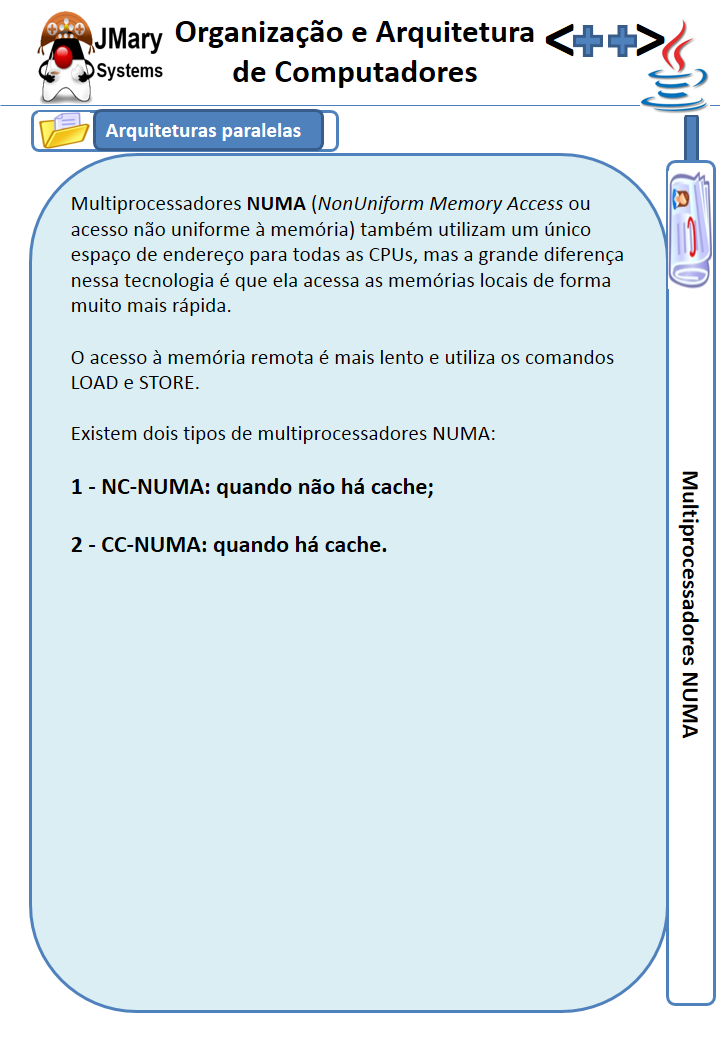 JMary
Systems
Organização e Arquitetura
de Computadores
<++>
Arquiteturas paralelas
Multiprocessadores NUMA (NonUniform Memory Access ou
acesso não uniforme à memória) também utilizam um único
espaço de endereço para todas as CPUs, mas a grande diferença
nessa tecnologia é que ela acessa as memórias locais de forma
muito mais rápida.
O acesso à memória remota é mais lento e utiliza os comandos
LOAD e STORE.
Existem dois tipos de multiprocessadores NUMA:
1 - NC-NUMA: quando não há cache;
2 - CC-NUMA: quando há cache.
Multiprocessadores NUMA